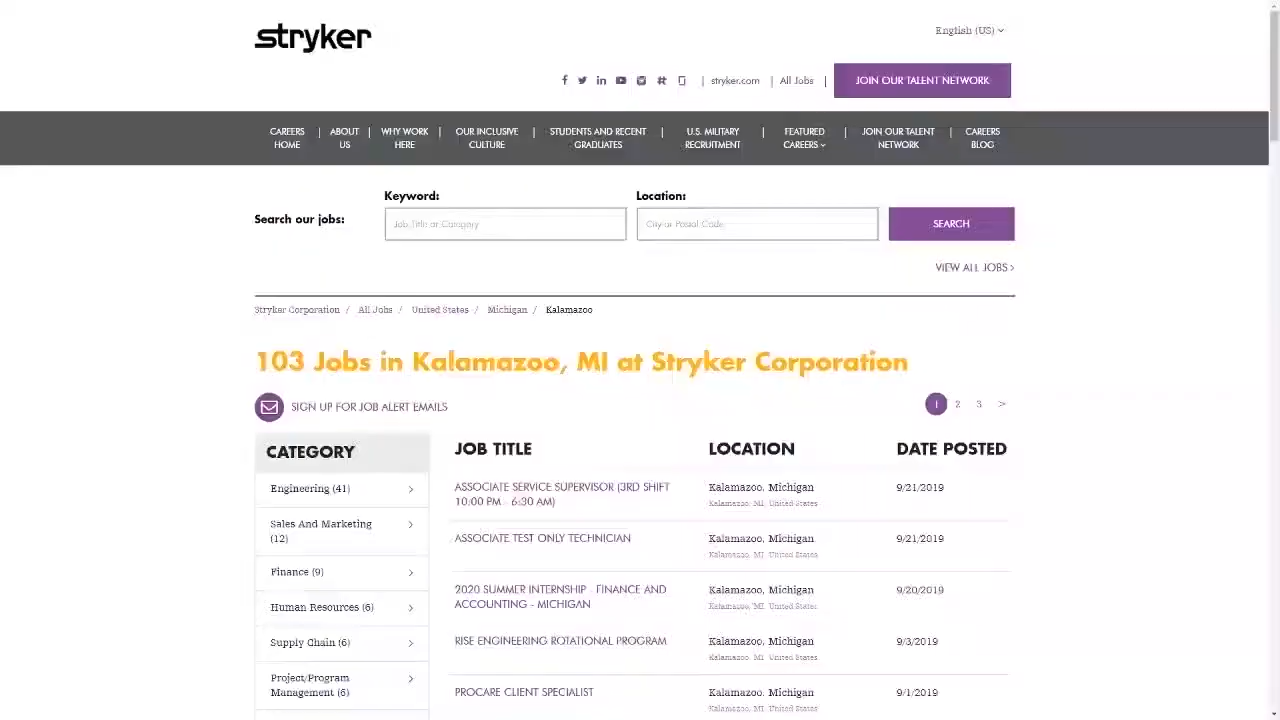 stryker
English (US)
stryker.com | All Jobs | JOIN OUR TALENT NETWORK
CAREERS HOME | ABOUT US | WHY WORK HERE | OUR INCLUSIVE CULTURE | STUDENTS AND RECENT GRADUATES | U.S. MILITARY RECRUITMENT | FEATURED CAREERS | JOIN OUR TALENT NETWORK | CAREERS BLOG
Keyword: Location:
Search our jobs: Job Title or Category City or Postal Code SEARCH
VIEW ALL JOBS >
Stryker Corporation / All Jobs / United States / Michigan / Kalamazoo
103 Jobs in Kalamazoo, MI at Stryker Corporation
SIGN UP FOR JOB ALERT EMAILS
1 2 3 >
CATEGORY
Engineering (41)
Sales And Marketing
(12)
Finance (9)
Human Resources (6)
Supply Chain (6)
Project/Program
Management (6)
JOB TITLE LOCATION DATE POSTED
ASSOCIATE SERVICE SUPERVISOR (3RD SHIFT Kalamazoo, Michigan 9/21/2019
10:00 PM - 6:30 AM) Kalamazoo, MI, United States
ASSOCIATE TEST ONLY TECHNICIAN Kalamazoo, Michigan 9/21/2019
Kalamazoo, MI, United States
2020 SUMMER INTERNSHIP - FINANCE AND Kalamazoo, Michigan 9/20/2019
ACCOUNTING - MICHIGAN Kalamazoo, MI, United States
RISE ENGINEERING ROTATIONAL PROGRAM Kalamazoo, Michigan 9/3/2019
Kalamazoo, MI, United States
PROCARE CLIENT SPECIALIST Kalamazoo, Michigan 9/1/2019
Kalamazoo, MI, United States